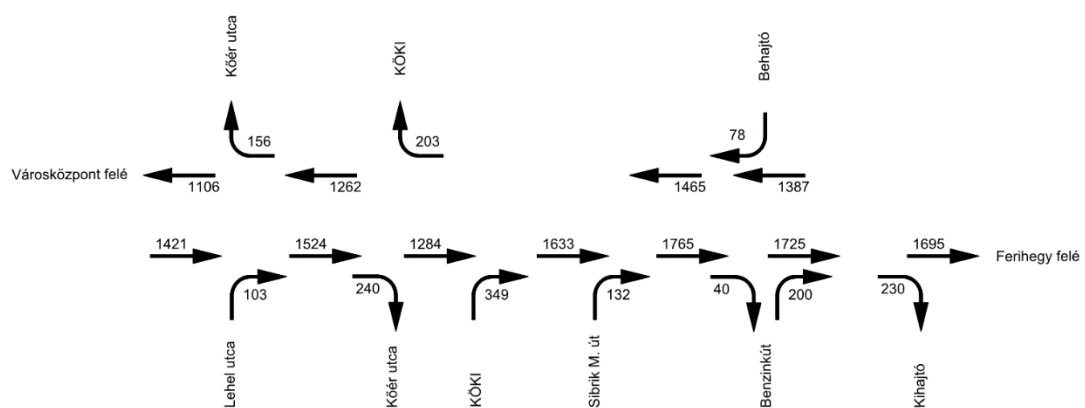 Kőér utca
KÖKI
Behajtó
156
203
78
Városközpont felé
1106
1262
1465
1387
1421
1524
1284
1633
1765
1725
1695
Ferihegy felé
103
240
349
132
40
200
230
Lehel utca
Kőér utca
KÖKI
Sibrik M. út
Benzinkút
Kihajtó